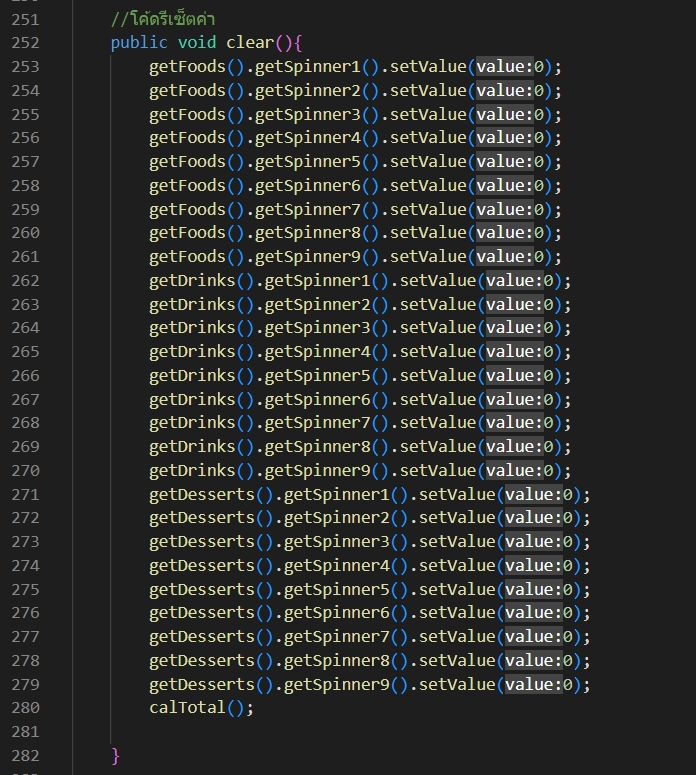 251 //โค้ดรีเซ็ตค่า
252 public void clear(){
253 getFoods().getSpinner1().setValue(value:0);
254 getFoods().getSpinner2().setValue(value:0);
255 getFoods().getSpinner3().setValue(value:0);
256 getFoods().getSpinner4().setValue(value:0);
257 getFoods().getSpinner5().setValue(value:0);
258 getFoods().getSpinner6().setValue(value:0);
259 getFoods().getSpinner7().setValue(value:0);
260 getFoods().getSpinner8().setValue(value:0);
261 getFoods().getSpinner9().setValue(value:0);
262 getDrinks().getSpinner1().setValue(value:0);
263 getDrinks().getSpinner2().setValue(value:0);
264 getDrinks().getSpinner3().setValue(value:0);
265 getDrinks().getSpinner4().setValue(value:0);
266 getDrinks().getSpinner5().setValue(value:0);
267 getDrinks().getSpinner6().setValue(value:0);
268 getDrinks().getSpinner7().setValue(value:0);
269 getDrinks().getSpinner8().setValue(value:0);
270 getDrinks().getSpinner9().setValue(value:0);
271 getDesserts().getSpinner1().setValue(value:0);
272 getDesserts().getSpinner2().setValue(value:0);
273 getDesserts().getSpinner3().setValue(value:0);
274 getDesserts().getSpinner4().setValue(value:0);
275 getDesserts().getSpinner5().setValue(value:0);
276 getDesserts().getSpinner6().setValue(value:0);
277 getDesserts().getSpinner7().setValue(value:0);
278 getDesserts().getSpinner8().setValue(value:0);
279 getDesserts().getSpinner9().setValue(value:0);
280 calTotal();
281
282 }